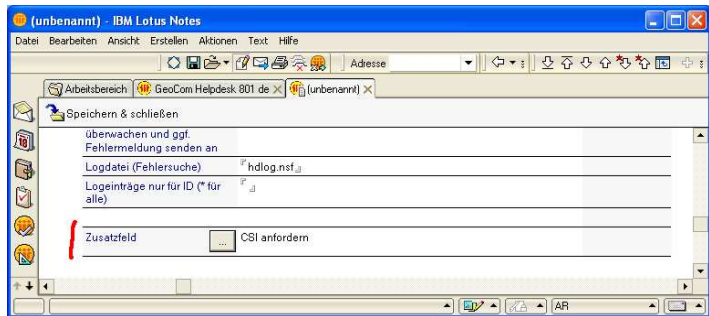 (unbenannt) - IBM Lotus Notes
Datei Bearbeiten Ansicht Erstellen Aktionen Text Hilfe
Adresse
Arbeitsbereich GeoCom Helpdesk 801 de (unbenannt)
Speichern & schließen
überwachen und ggf.
Fehlermeldung senden an
Logdatei (Fehlersuche) hdlog.nsf
Logeinträge nur für ID (* für
alle)
Zusatzfeld ... CSI anfordern
AR